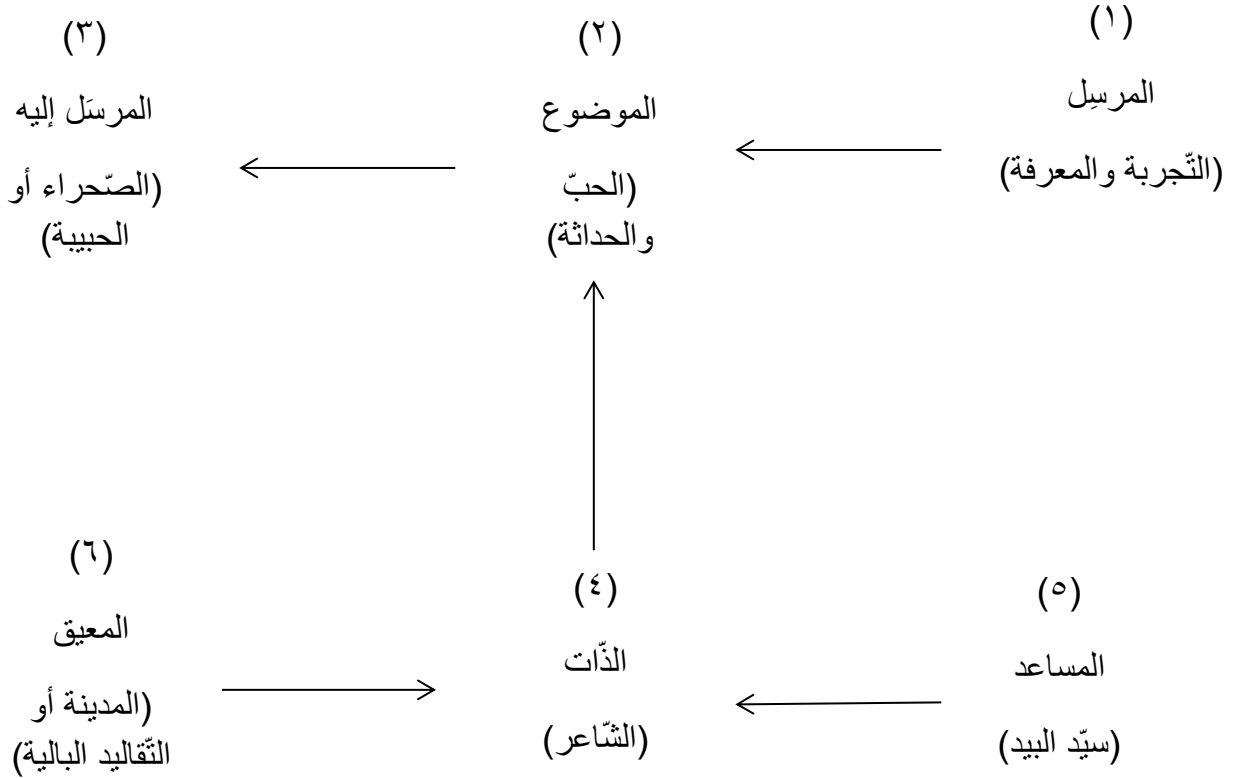 (١)
المرسِل
(التّجربة والمعرفة)
(٢)
الموضوع
(الحبّ
والحداثة)
(٣)
المرسَل إليه
(الصّحراء أو
الحبيبة)
(٤)
الذّات
(الشّاعر)
(٥)
المساعد
(سيّد البيد)
(٦)
المعيق
(المدينة أو
التّقاليد البالية)